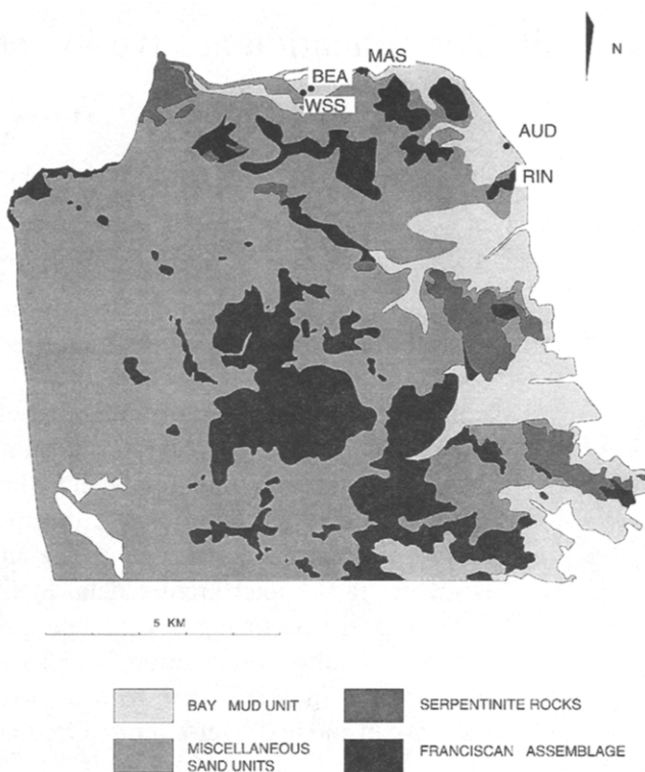 N
MAS
BEA
WSS
AUD
RIN
5 KM
BAY MUD UNIT
SERPENTINITE ROCKS
MISCELLANEOUS
SAND UNITS
FRANCISCAN ASSEMBLAGE